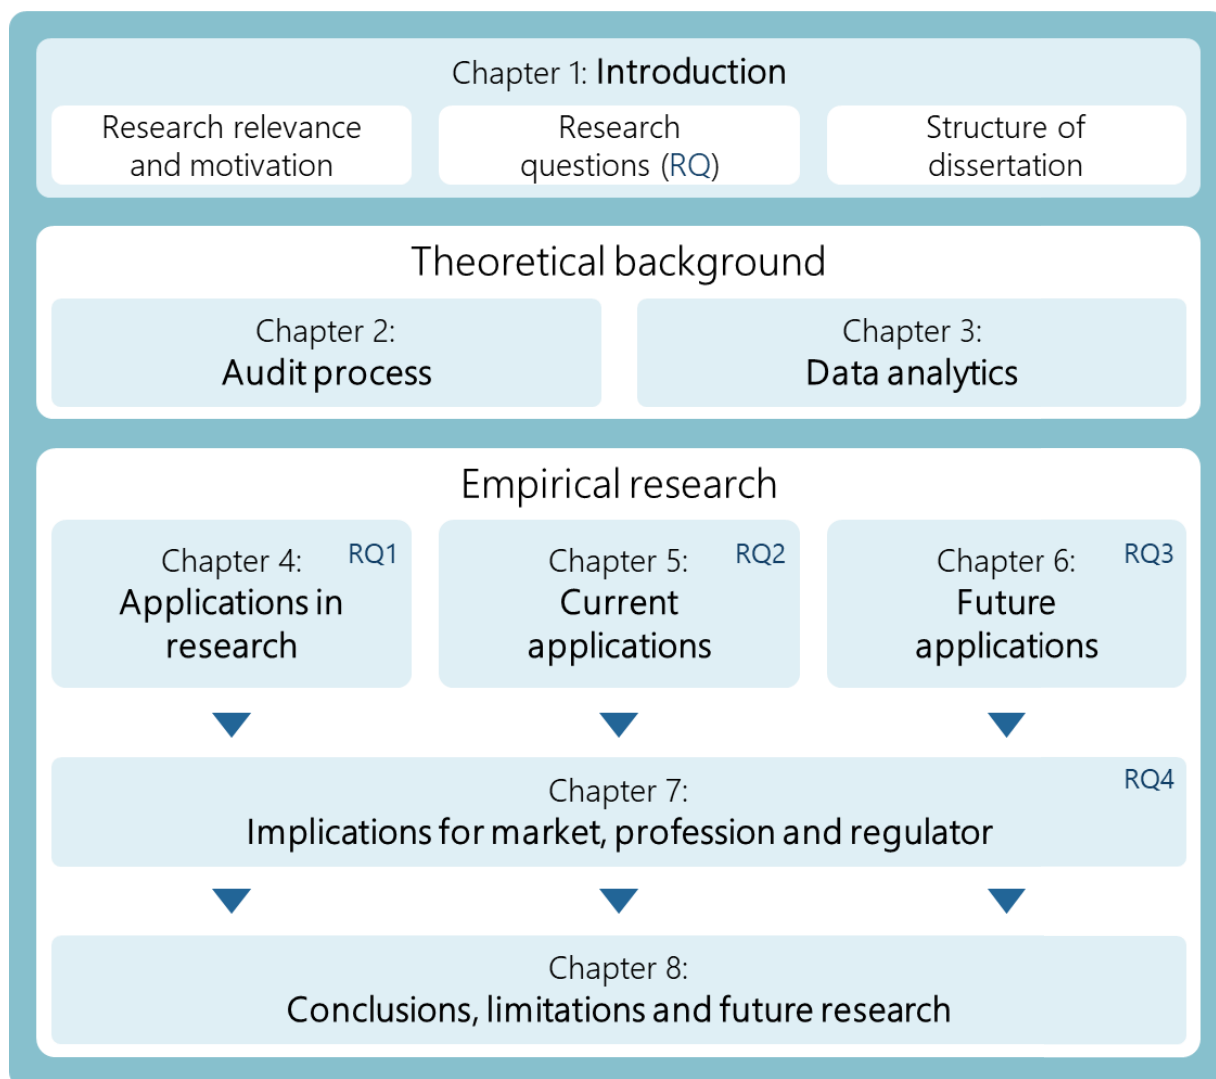 Chapter 1: Introduction
Research relevance
and motivation
Research
questions (RQ)
Structure of
dissertation
Theoretical background
Chapter 2:
Audit process
Chapter 3:
Data analytics
Empirical research
Chapter 4:
RQ1
Applications in
research
Chapter 5:
RQ2
Current
applications
Chapter 6:
RQ3
Future
applications
Chapter 7:
RQ4
Implications for market, profession and regulator
Chapter 8:
Conclusions, limitations and future research